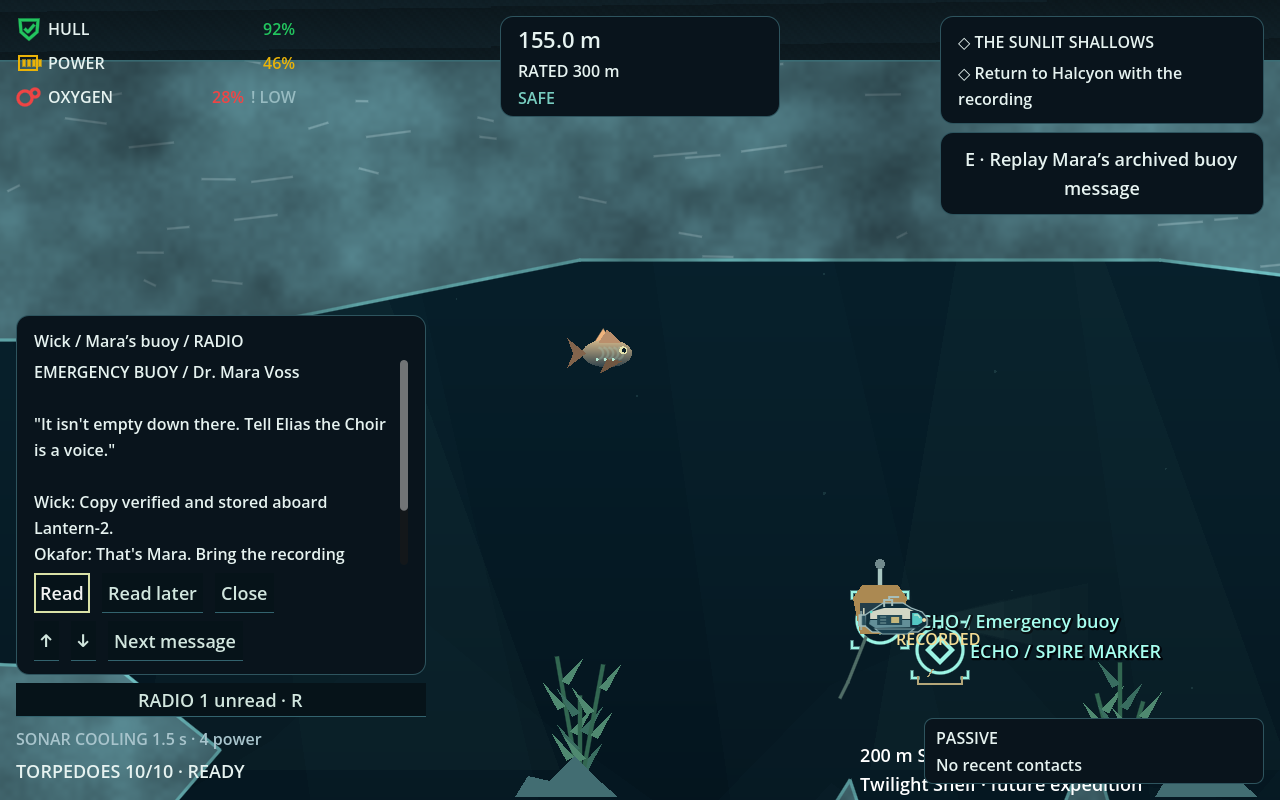 HULL 92%
POWER 46%
OXYGEN 28% ! LOW
155.0 m
RATED 300 m
SAFE
◇ THE SUNLIT SHALLOWS
◇ Return to Halcyon with the
recording
E · Replay Mara’s archived buoy
message
Wick / Mara’s buoy / RADIO
EMERGENCY BUOY / Dr. Mara Voss
"It isn't empty down there. Tell Elias the Choir
is a voice."
Wick: Copy verified and stored aboard
Lantern-2.
Okafor: That's Mara. Bring the recording
Read Read later Close
↑ ↓ Next message
RADIO 1 unread · R
SONAR COOLING 1.5 s · 4 power
TORPEDOES 10/10 · READY
/ Emergency buoy
RECORDED
ECHO / SPIRE MARKER
PASSIVE
No recent contacts
200 m
Twilight Shelf · future expedition